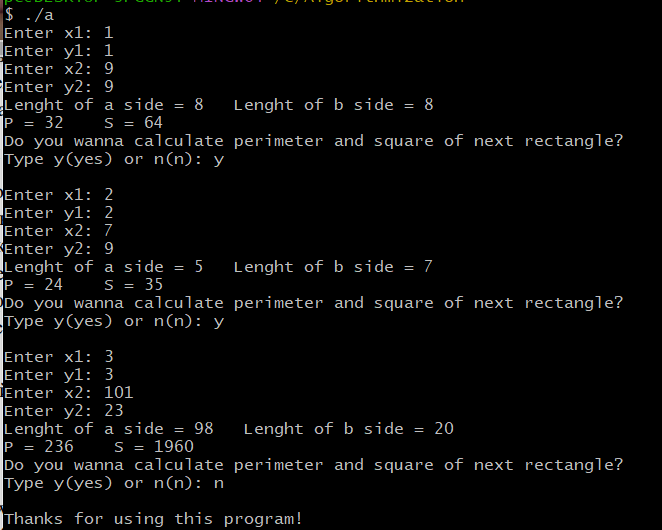 $ ./a
Enter x1: 1
Enter y1: 1
Enter x2: 9
Enter y2: 9
Lenght of a side = 8   Lenght of b side = 8
P = 32    S = 64
Do you wanna calculate perimeter and square of next rectangle?
Type y(yes) or n(n): y
Enter x1: 2
Enter y1: 2
Enter x2: 7
Enter y2: 9
Lenght of a side = 5   Lenght of b side = 7
P = 24    S = 35
Do you wanna calculate perimeter and square of next rectangle?
Type y(yes) or n(n): y
Enter x1: 3
Enter y1: 3
Enter x2: 101
Enter y2: 23
Lenght of a side = 98   Lenght of b side = 20
P = 236    S = 1960
Do you wanna calculate perimeter and square of next rectangle?
Type y(yes) or n(n): n
Thanks for using this program!